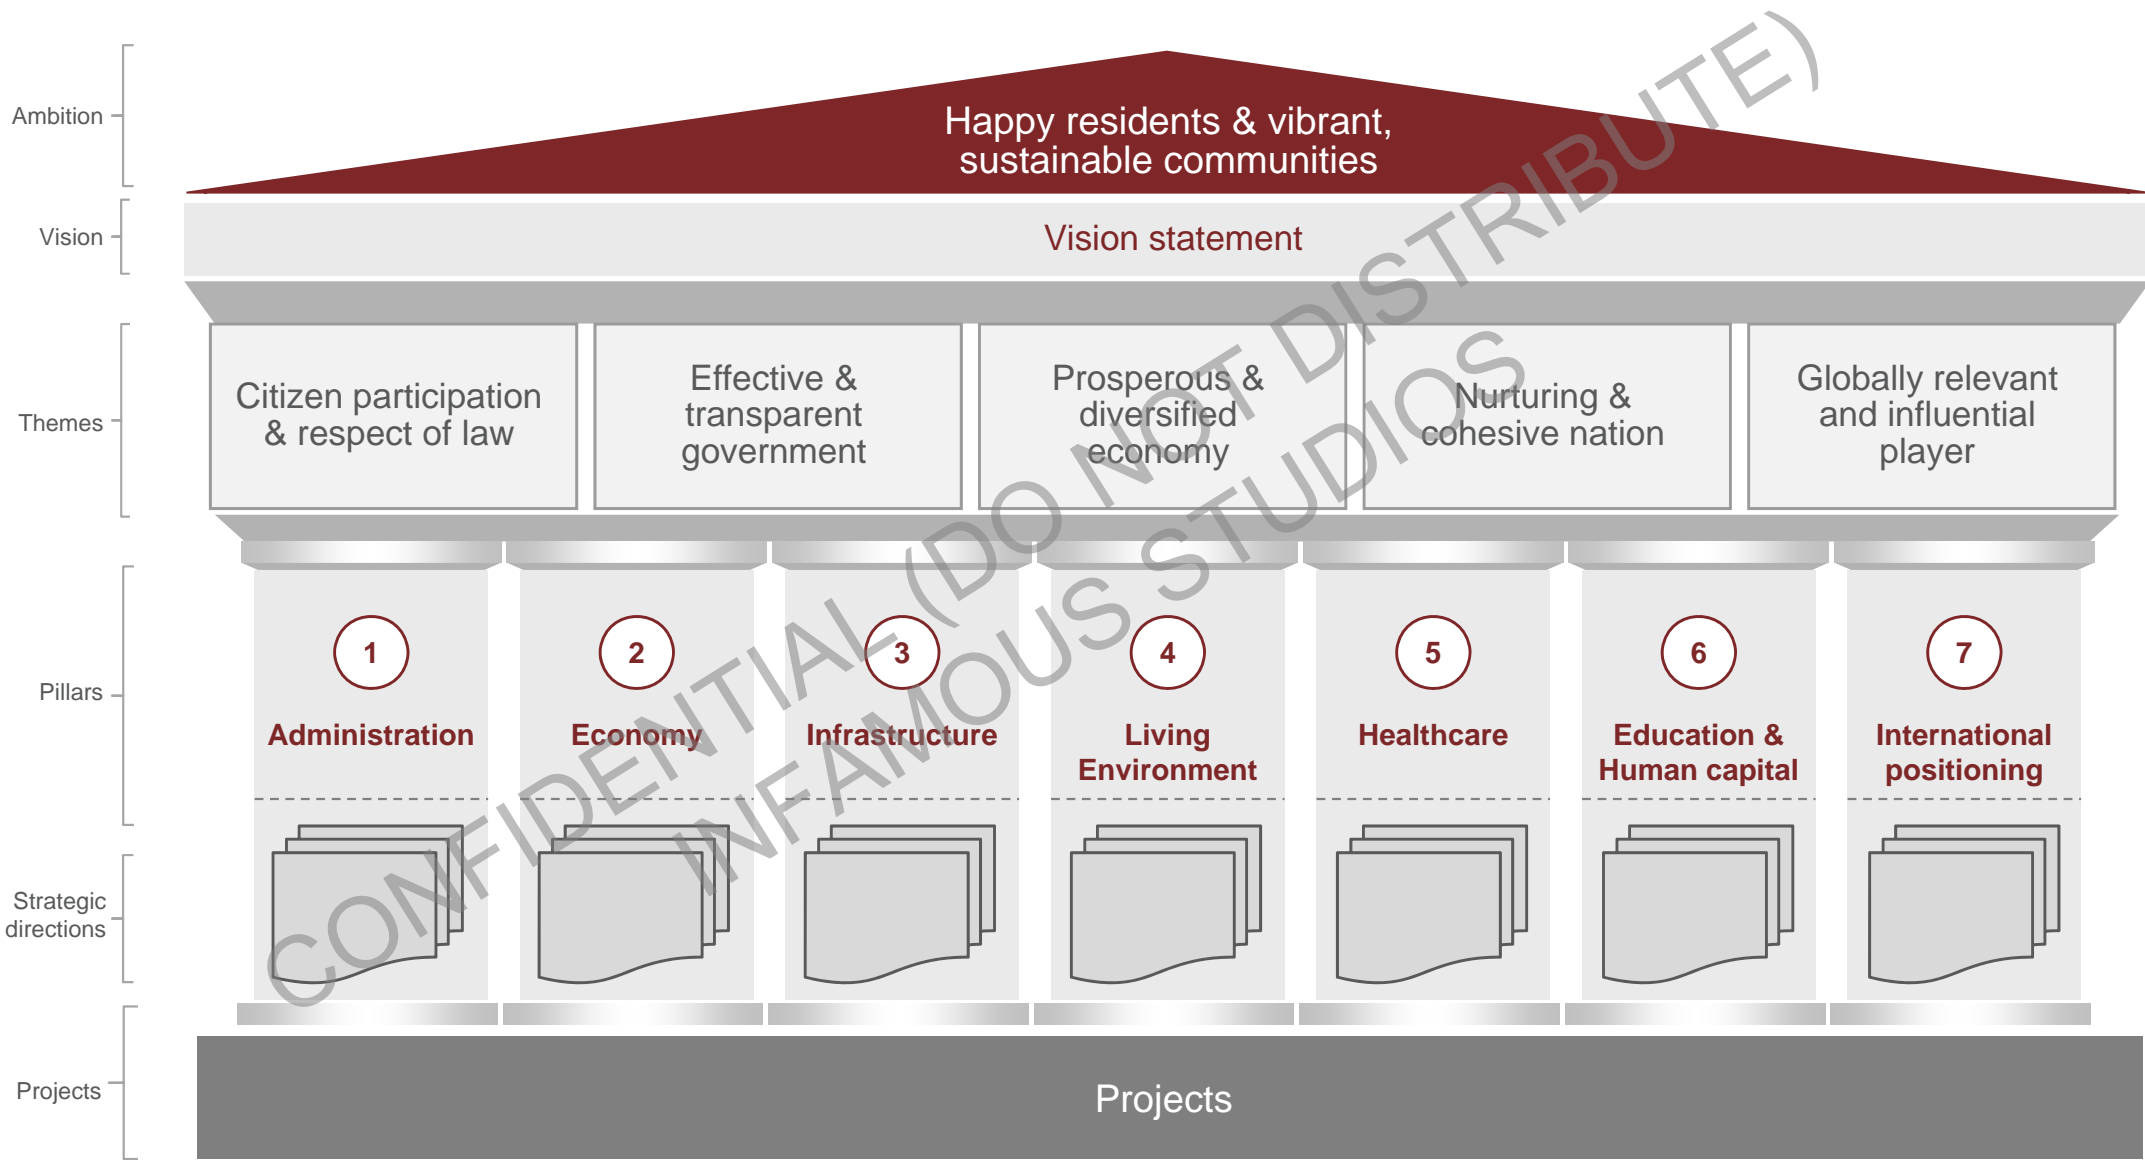 Ambition
Happy residents & vibrant,
sustainable communities
Vision
Vision statement
Themes
Citizen participation
& respect of law
Effective &
transparent
government
Prosperous &
diversified
economy
Nurturing &
cohesive nation
Globally relevant
and influential
player
Pillars
1
Administration
2
Economy
3
Infrastructure
4
Living
Environment
5
Healthcare
6
Education &
Human capital
7
International
positioning
Strategic
directions
Projects
Projects
CONFIDENTIAL (DO NOT DISTRIBUTE)
INFAMOUS STUDIOS